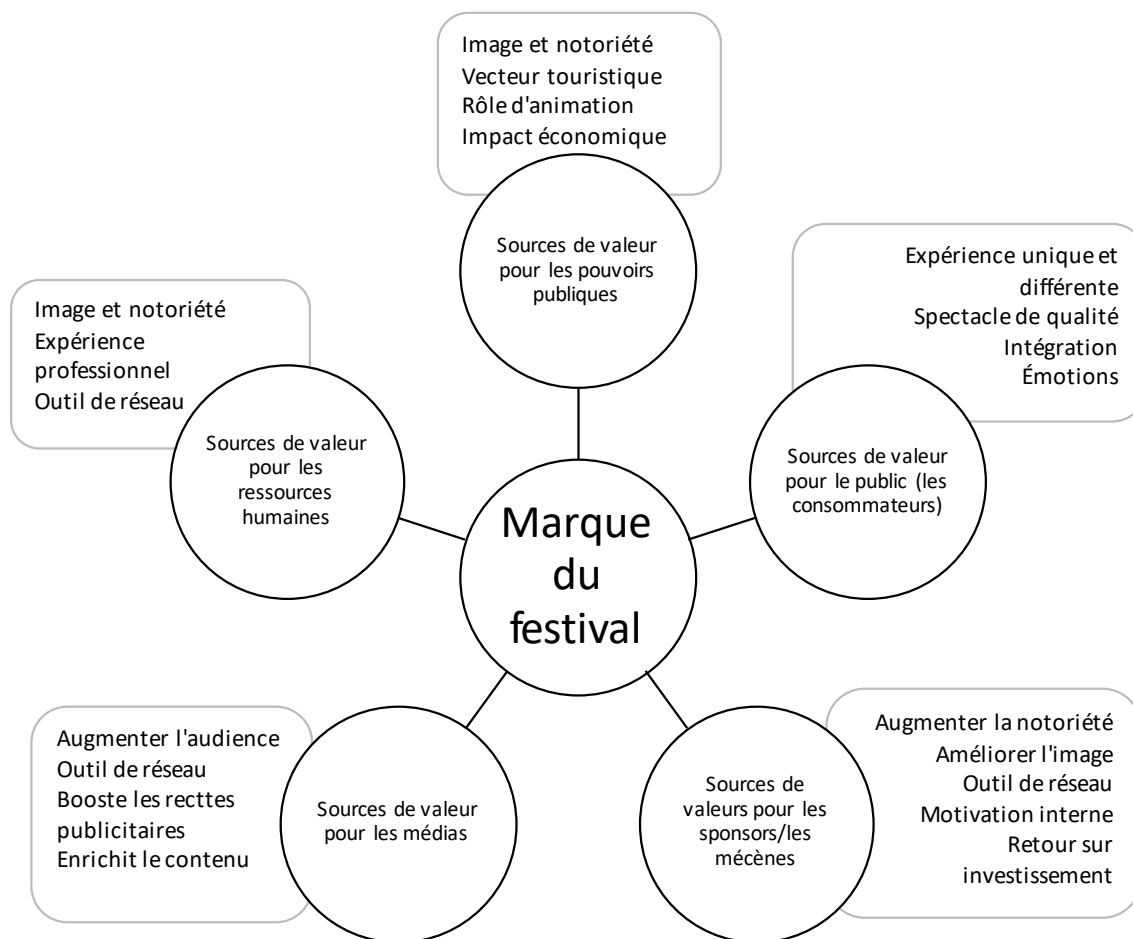 Image et notoriété
Vecteur touristique
Rôle d'animation
Impact économique
Sources de valeur
pour les pouvoirs
publiques
Expérience unique et
différente
Spectacle de qualité
Intégration
Émotions
Sources de valeur
pour le public (les
consommateurs)
Image et notoriété
Expérience
professionnel
Outil de réseau
Sources de valeur
pour les
ressources
humaines
Marque
du
festival
Augmenter l'audience
Outil de réseau
Booste les recttes
publicitaires
Enrichit le contenu
Sources de valeur
pour les médias
Sources de
valeurs pour les
sponsors/les
mécènes
Augmenter la notoriété
Améliorer l'image
Outil de réseau
Motivation interne
Retour sur
investissement